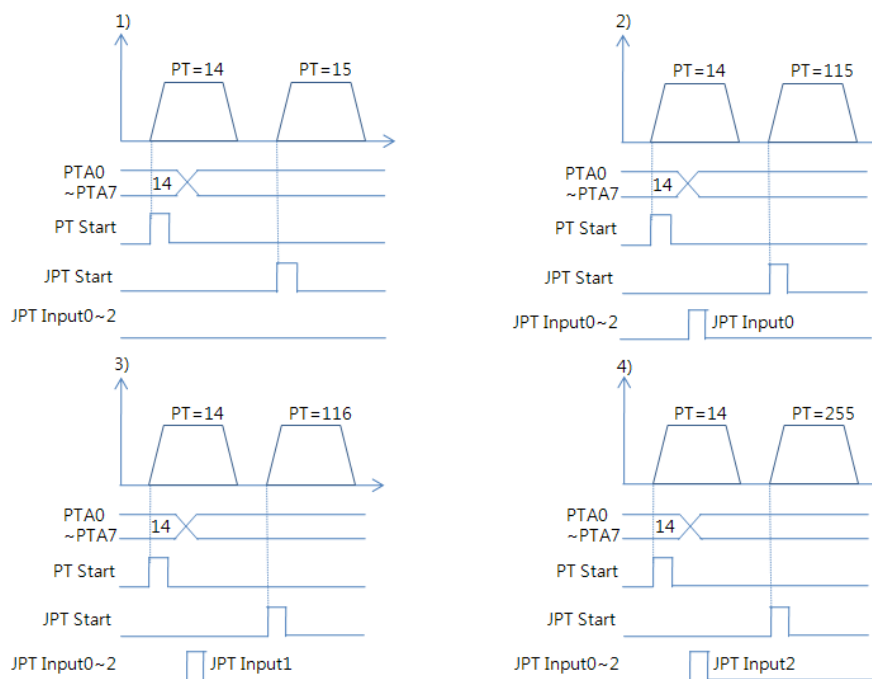 1)
PT=14 PT=15
PTA0
~PTA7
14
PT Start
JPT Start
JPT Input0~2
2)
PT=14 PT=115
PTA0
~PTA7
14
PT Start
JPT Start
JPT Input0~2 JPT Input0
3)
PT=14 PT=116
PTA0
~PTA7
14
PT Start
JPT Start
JPT Input0~2 JPT Input1
4)
PT=14 PT=255
PTA0
~PTA7
14
PT Start
JPT Start
JPT Input0~2 JPT Input2